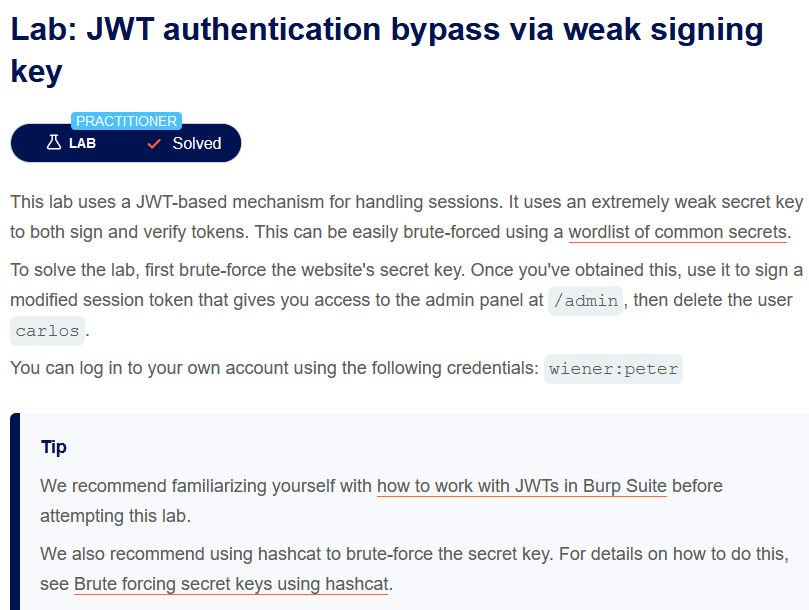 Lab: JWT authentication bypass via weak signing
key
PRACTITIONER
LAB
Solved
This lab uses a JWT-based mechanism for handling sessions. It uses an extremely weak secret key
to both sign and verify tokens. This can be easily brute-forced using a wordlist of common secrets.
To solve the lab, first brute-force the website's secret key. Once you've obtained this, use it to sign a
modified session token that gives you access to the admin panel at /admin, then delete the user
carlos.
You can log in to your own account using the following credentials: wiener:peter
Tip
We recommend familiarizing yourself with how to work with JWTs in Burp Suite before
attempting this lab.
We also recommend using hashcat to brute-force the secret key. For details on how to do this,
see Brute forcing secret keys using hashcat.